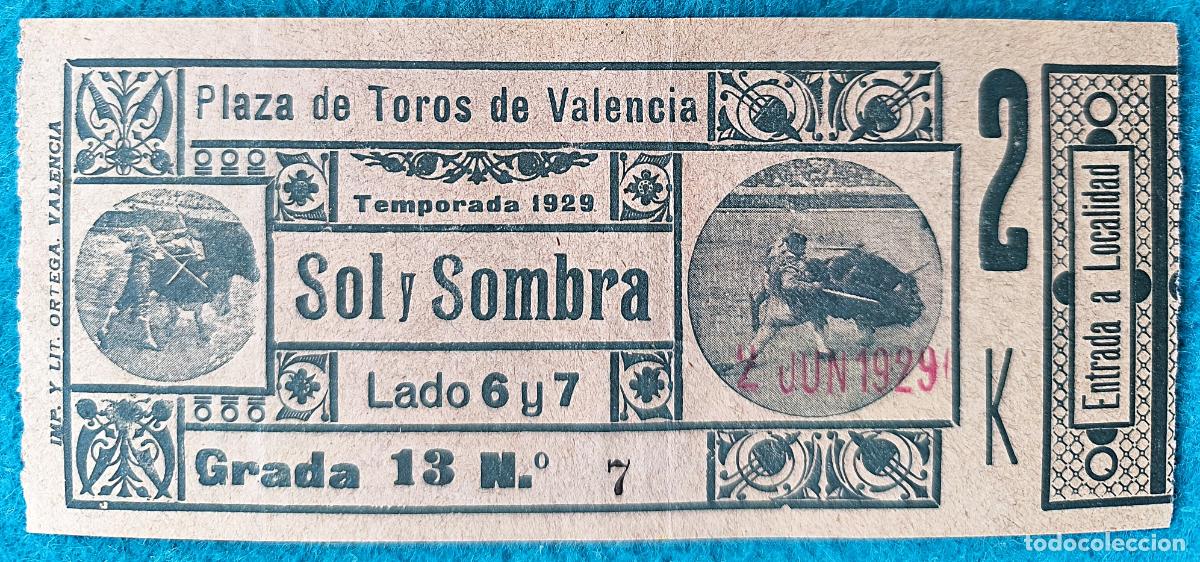 IMP. Y LIT. ORTEGA. VALENCIA
Plaza de Toros de Valencia
Temporada 1929
Sol y Sombra
Lado 6 y 7
Grada 13 N.º 7
2 JUN 1929
2
K
Entrada a Localidad
todocoleccion